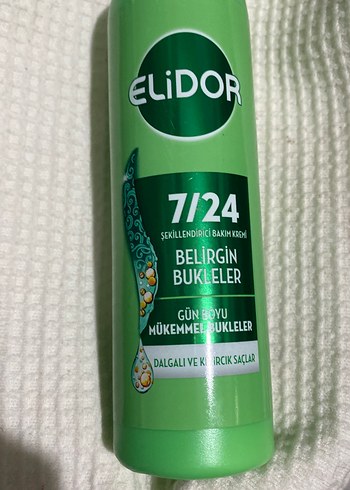 ELiDOR
7/24
ŞEKİLLENDİRİCİ BAKIM KREMİ
BELİRGİN
BUKLELER
GÜN BOYU
MÜKEMMEL BUKLELER
DALGALI VE KIVIRCIK SAÇLAR